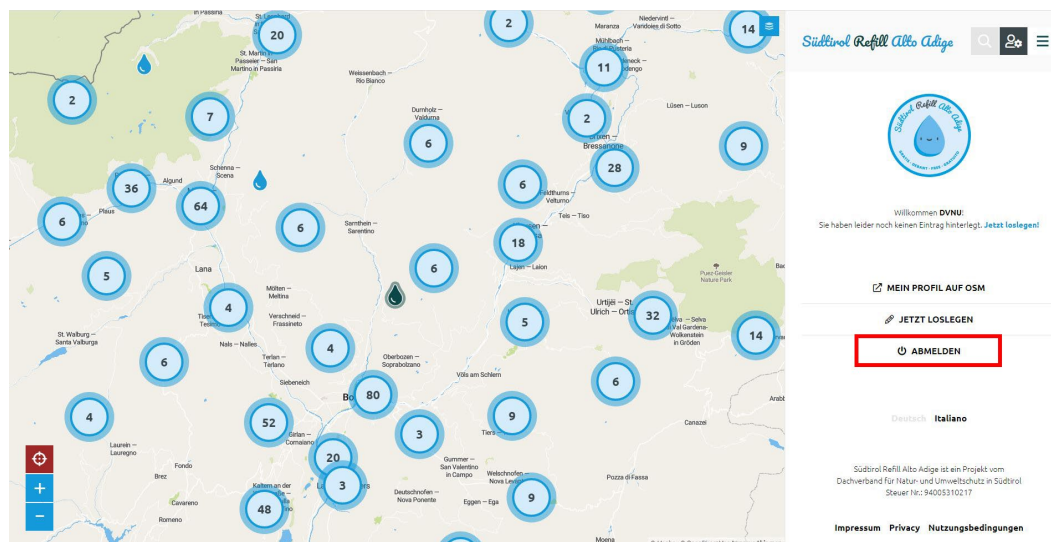 in Passiria
20
St. Martin in
Passeier – San
Martino in Passiria
2
Niedervintl –
Maranza
Vandoies di Sotto
14
Mühlbach –
11
Weissenbach –
Rio Bianco
2
7
Durnholz –
Valdurna
6
2
Lüsen – Luson
Brixen –
Bressanone
9
28
Schenna –
Scena
36
Algund
64
6
Feldthurns –
Velturno
Plaus
6
6
Sarnthein –
Sarentino
Teis – Tiso
18
Lajen – Laion
5
Lana
6
Puez Geisler
Nature Park
Mölten –
Meltina
4
Verschneid –
Frassineto
5
Urtijëi – St.
Ulrich – Ortis
32
Selva
Val Gardena-
Wolkenstein
in Gröden
14
St. Walburg –
Santa Valburga
Nals – Nalles
4
6
Terlan –
Terlano
Oberbozen –
Soprabolzano
Völs am Schlern
Siebeneich
Bo
80
6
4
52
9
Girlan –
Cornaiano
3
Tiers
Canazei
Laurein –
Lauregno
20
Gummer –
San Valentino
in Campo
Welschnofen –
Fondo
Brez
Pozza di Fassa
Kaltern an der
3
Deutschnofen –
Nova Ponente
Eggen – Ega
9
Cavareno
48
Romeno
Moena
+
−
Südtirol Refill Alto Adige
Südtirol Refill Alto Adige
Willkommen DVNU:
Sie haben leider noch keinen Eintrag hinterlegt. Jetzt loslegen!
MEIN PROFIL AUF OSM
JETZT LOSLEGEN
ABMELDEN
Deutsch Italiano
Südtirol Refill Alto Adige ist ein Projekt vom
Dachverband für Natur- und Umweltschutz in Südtirol
Steuer Nr.: 94005310217
Impressum Privacy Nutzungsbedingungen